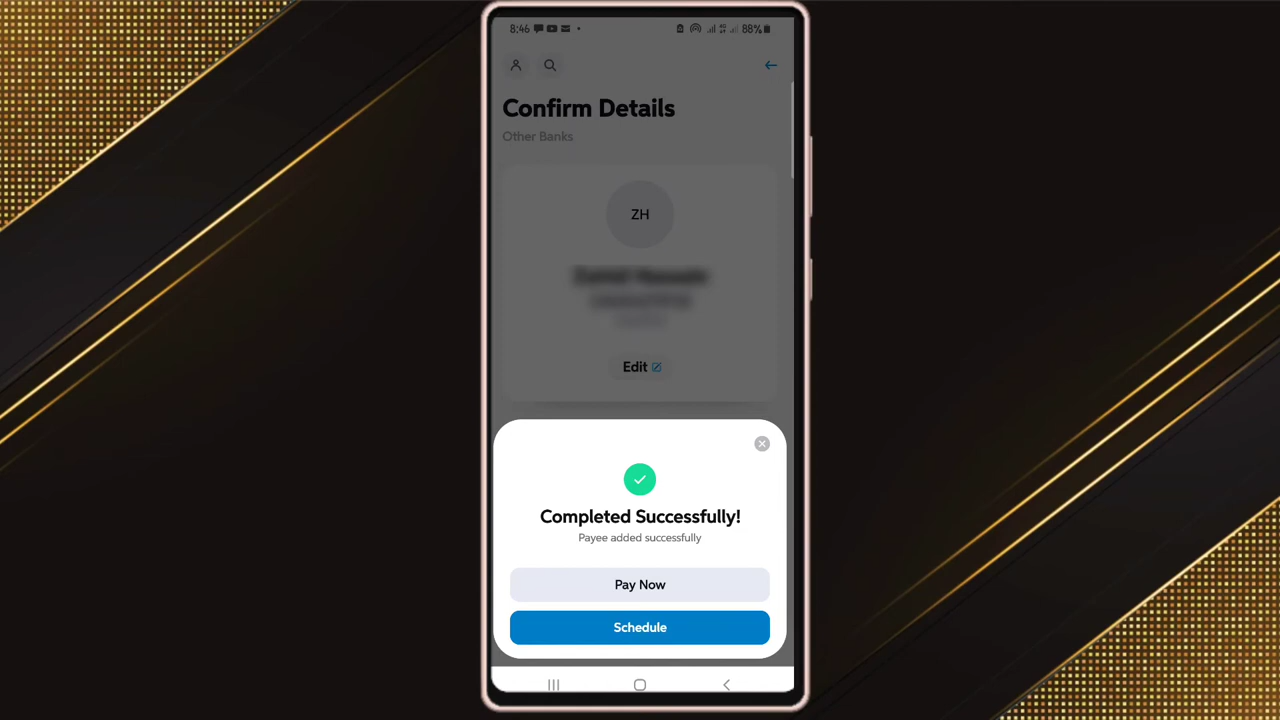 8:46
88%
Confirm Details
Other Banks
ZH
Edit
Completed Successfully!
Payee added successfully
Pay Now
Schedule